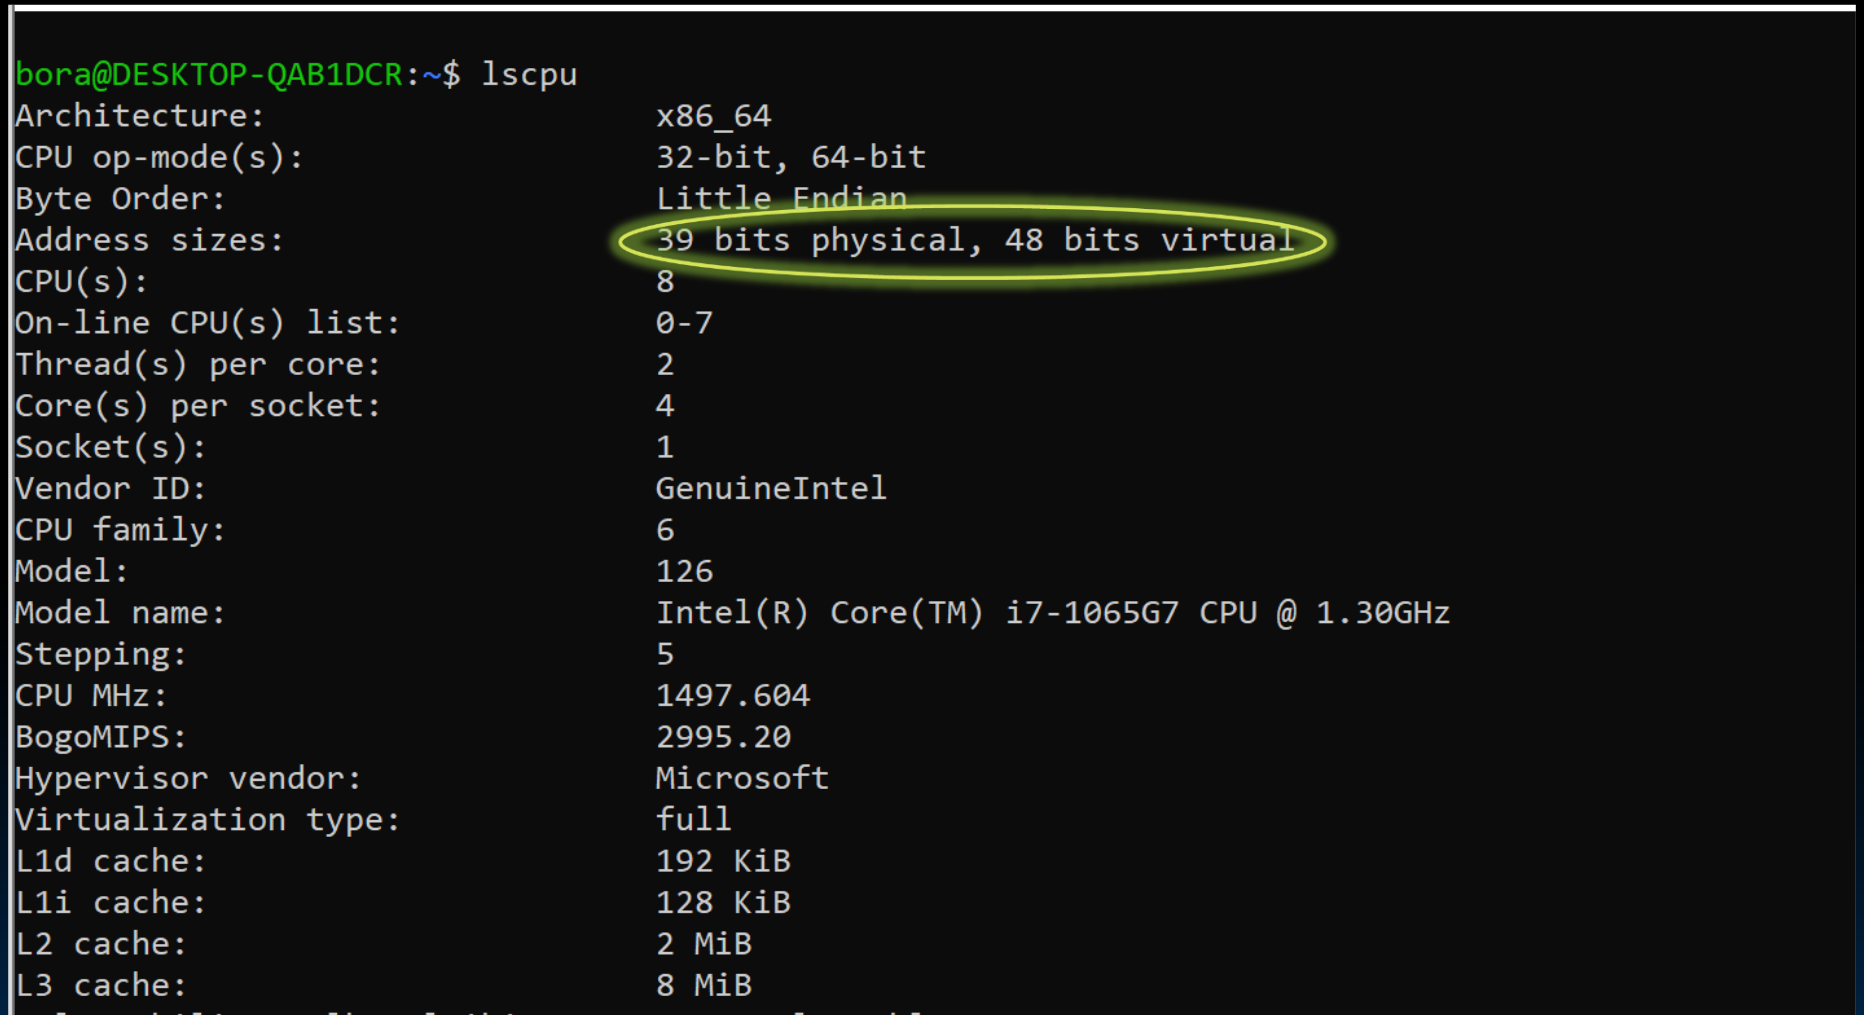 bora@DESKTOP-QAB1DCR:~$ lscpu
Architecture: x86_64
CPU op-mode(s): 32-bit, 64-bit
Byte Order: Little Endian
Address sizes: 39 bits physical, 48 bits virtual
CPU(s): 8
On-line CPU(s) list: 0-7
Thread(s) per core: 2
Core(s) per socket: 4
Socket(s): 1
Vendor ID: GenuineIntel
CPU family: 6
Model: 126
Model name: Intel(R) Core(TM) i7-1065G7 CPU @ 1.30GHz
Stepping: 5
CPU MHz: 1497.604
BogoMIPS: 2995.20
Hypervisor vendor: Microsoft
Virtualization type: full
L1d cache: 192 KiB
L1i cache: 128 KiB
L2 cache: 2 MiB
L3 cache: 8 MiB